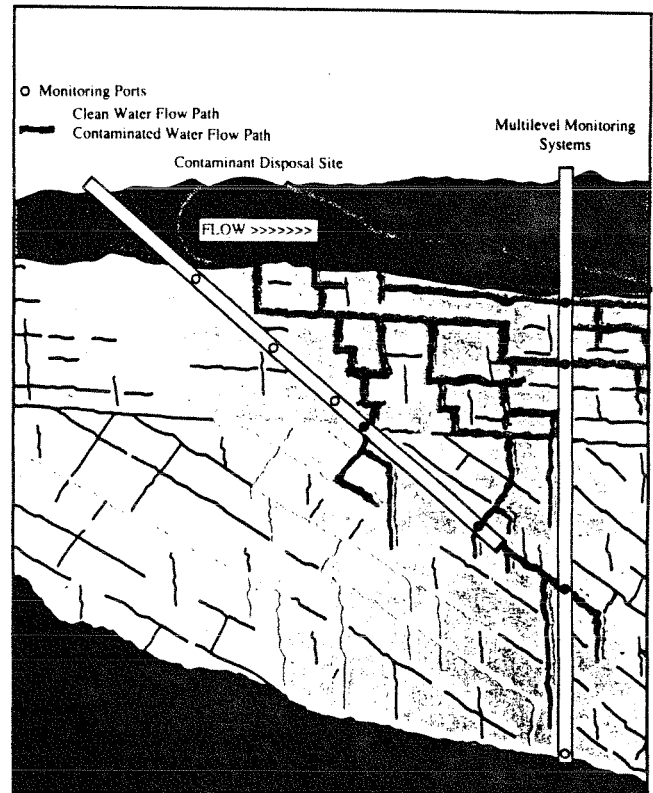 Monitoring Ports
Clean Water Flow Path
Contaminated Water Flow Path
Multilevel Monitoring
Systems
Contaminant Disposal Site
FLOW >>>>>>>